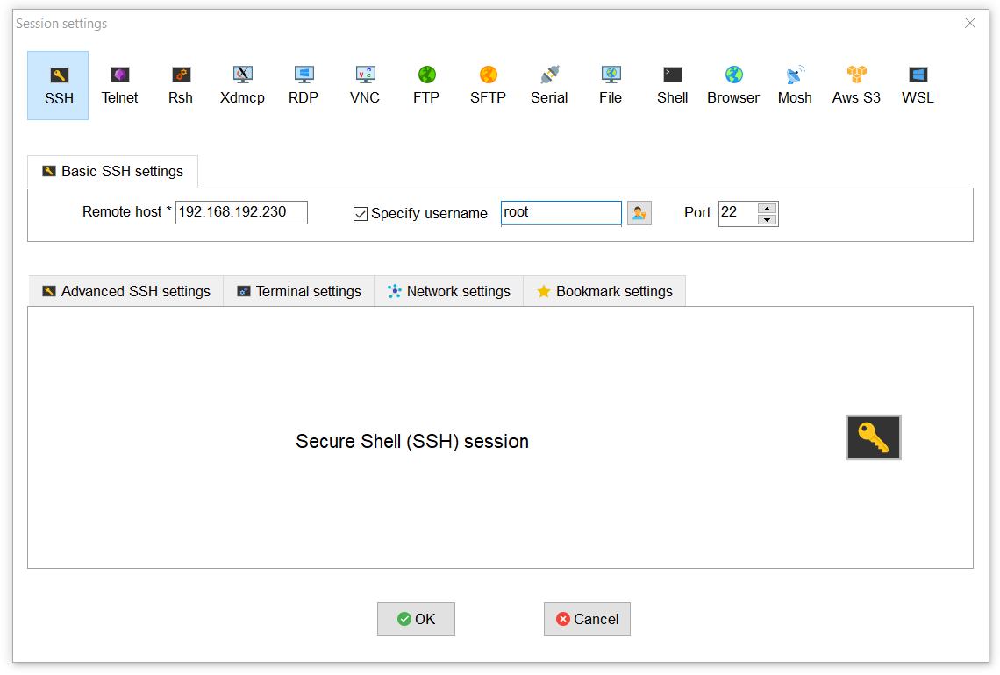 Session settings
SSH Telnet Rsh Xdmcp RDP VNC FTP SFTP Serial File Shell Browser Mosh Aws S3 WSL
Basic SSH settings
Remote host * 192.168.192.230 Specify username root Port 22
Advanced SSH settings Terminal settings Network settings Bookmark settings
Secure Shell (SSH) session
OK Cancel